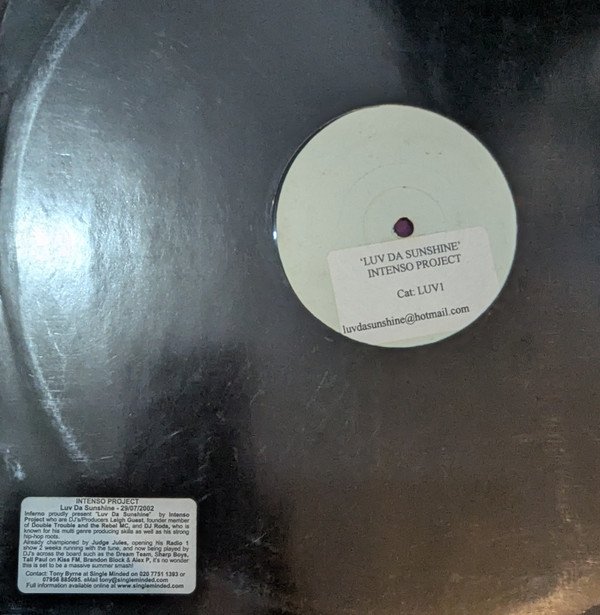 'LUV DA SUNSHINE'
INTENSO PROJECT
Cat: LUV1
luvdasunshine@hotmail.com
INTENSO PROJECT
Luv Da Sunshine - 29/07/2002
Inferno proudly present "Luv Da Sunshine" by Intenso
Project who are DJ's/Producers Leigh Guest, founder member
of Double Trouble and the Rebel MC, and DJ Rods, who is
known for his multi genre producing skills as well as his strong
hip-hop roots.
Already championed by Judge Jules, opening his Radio 1
show 2 weeks running with the tune, and now being played by
DJ's across the board such as the Dream Team, Sharp Boys,
Tall Paul on Kiss FM, Brandon Block & Alex P, it's no wonder
this is set to be a massive summer smash!
Contact: Tony Byrne at Single Minded on 020 7751 1393 or
07956 885095. eMail tony@singleminded.com
Full information available online at www.singleminded.com